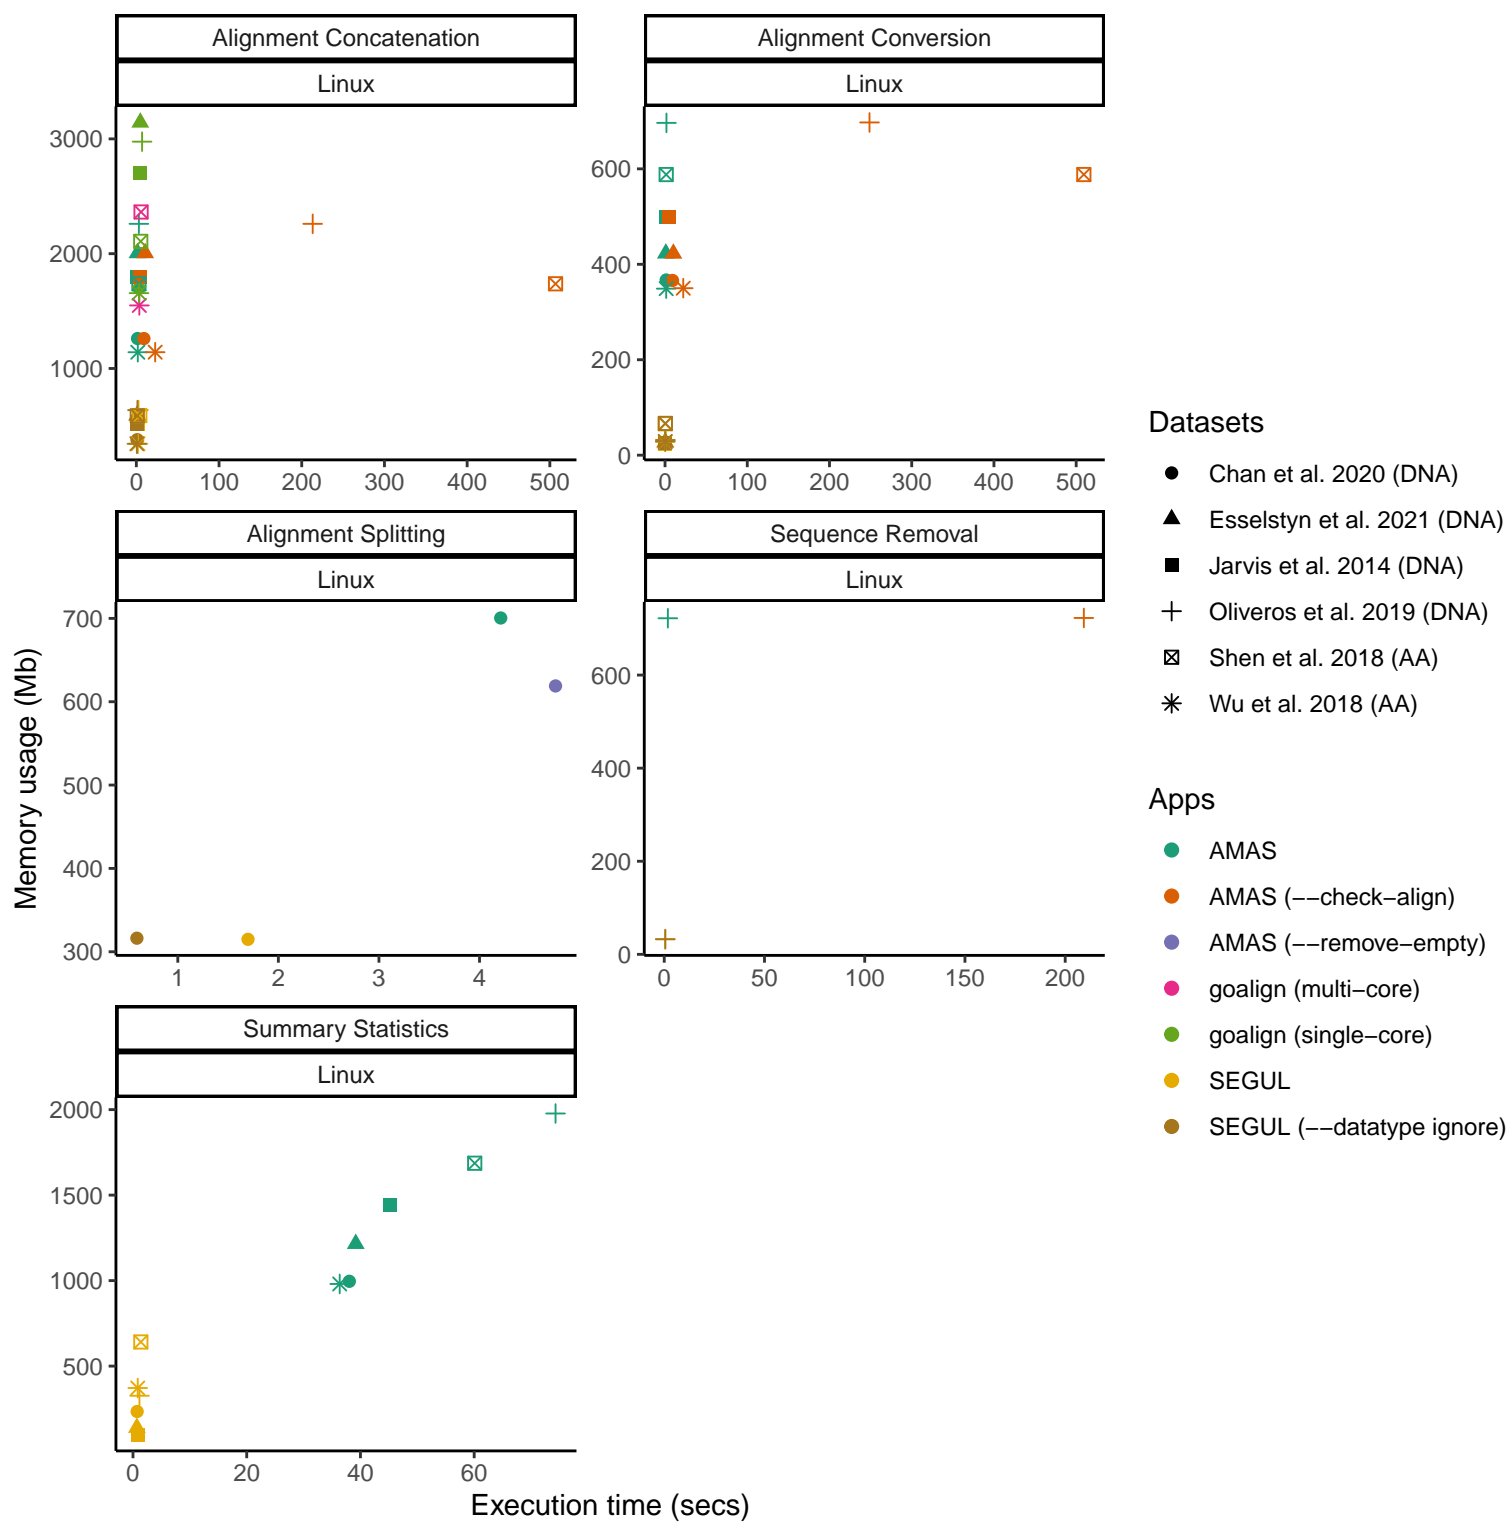 Alignment Concatenation
Linux
3000
2000
1000
0 100 200 300 400 500
Alignment Conversion
Linux
600
400
200
0
0 100 200 300 400 500
Alignment Splitting
Linux
700
600
500
400
300
1 2 3 4
Sequence Removal
Linux
600
400
200
0
0 50 100 150 200
Summary Statistics
Linux
2000
1500
1000
500
0 20 40 60
Memory usage (Mb)
Execution time (secs)
Datasets
Chan et al. 2020 (DNA)
Esselstyn et al. 2021 (DNA)
Jarvis et al. 2014 (DNA)
Oliveros et al. 2019 (DNA)
Shen et al. 2018 (AA)
Wu et al. 2018 (AA)
Apps
AMAS
AMAS (−−check−align)
AMAS (−−remove−empty)
goalign (multi−core)
goalign (single−core)
SEGUL
SEGUL (−−datatype ignore)